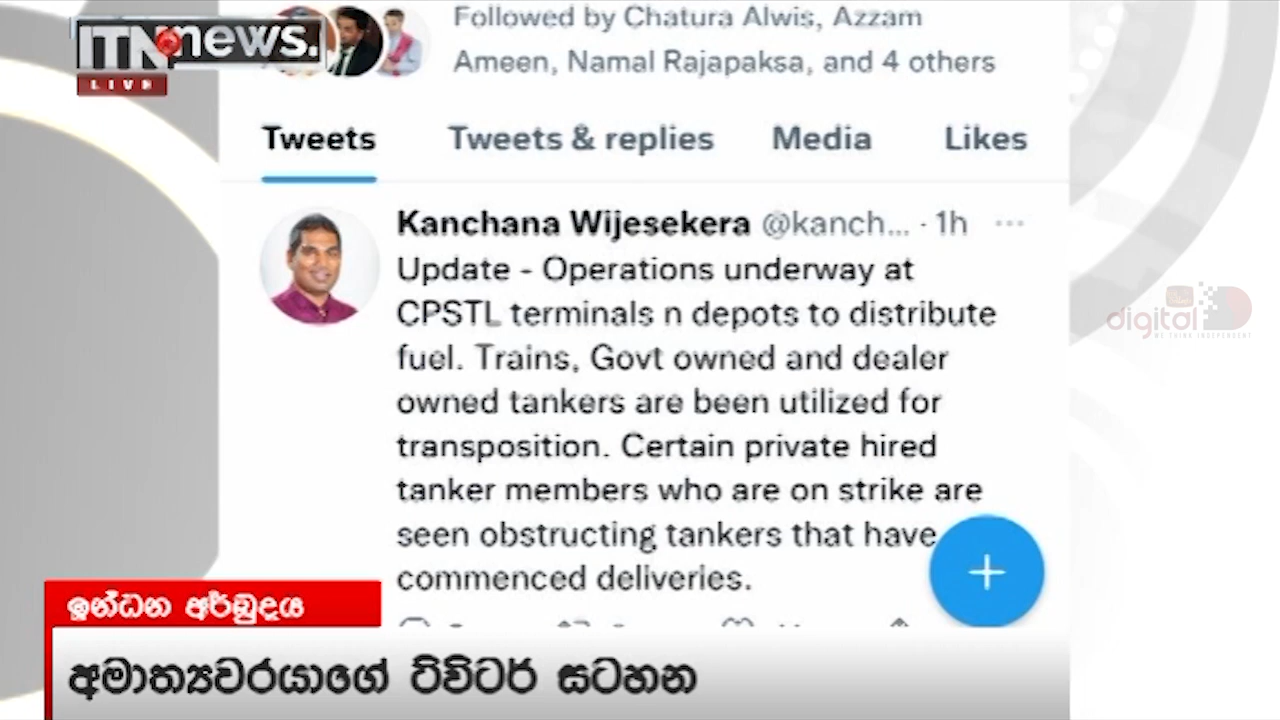 ITN news.
LIVE
Followed by Chatura Alwis, Azzam
Ameen, Namal Rajapaksa, and 4 others
Tweets Tweets & replies Media Likes
Kanchana Wijesekera @kanch... · 1h ...
Update - Operations underway at
CPSTL terminals n depots to distribute
fuel. Trains, Govt owned and dealer
owned tankers are been utilized for
transposition. Certain private hired
tanker members who are on strike are
seen obstructing tankers that have
commenced deliveries.
digital
WE THINK INDEPENDENT
ඉන්ධන අර්බුදය
අමාත්‍යවරයාගේ ට්විටර් සටහන